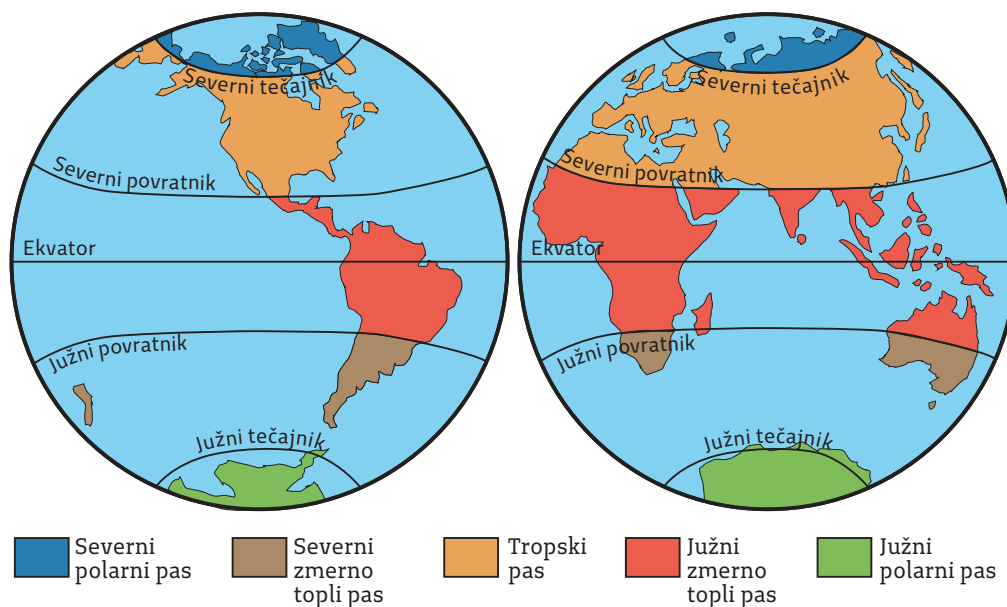 Severni tečajnik
Severni povratnik
Ekvator
Južni povratnik
Južni tečajnik
Severni tečajnik
Severni povratnik
Ekvator
Južni povratnik
Južni tečajnik
Severni
polarni pas
Severni
zmerno
topli pas
Tropski
pas
Južni
zmerno
topli pas
Južni
polarni pas